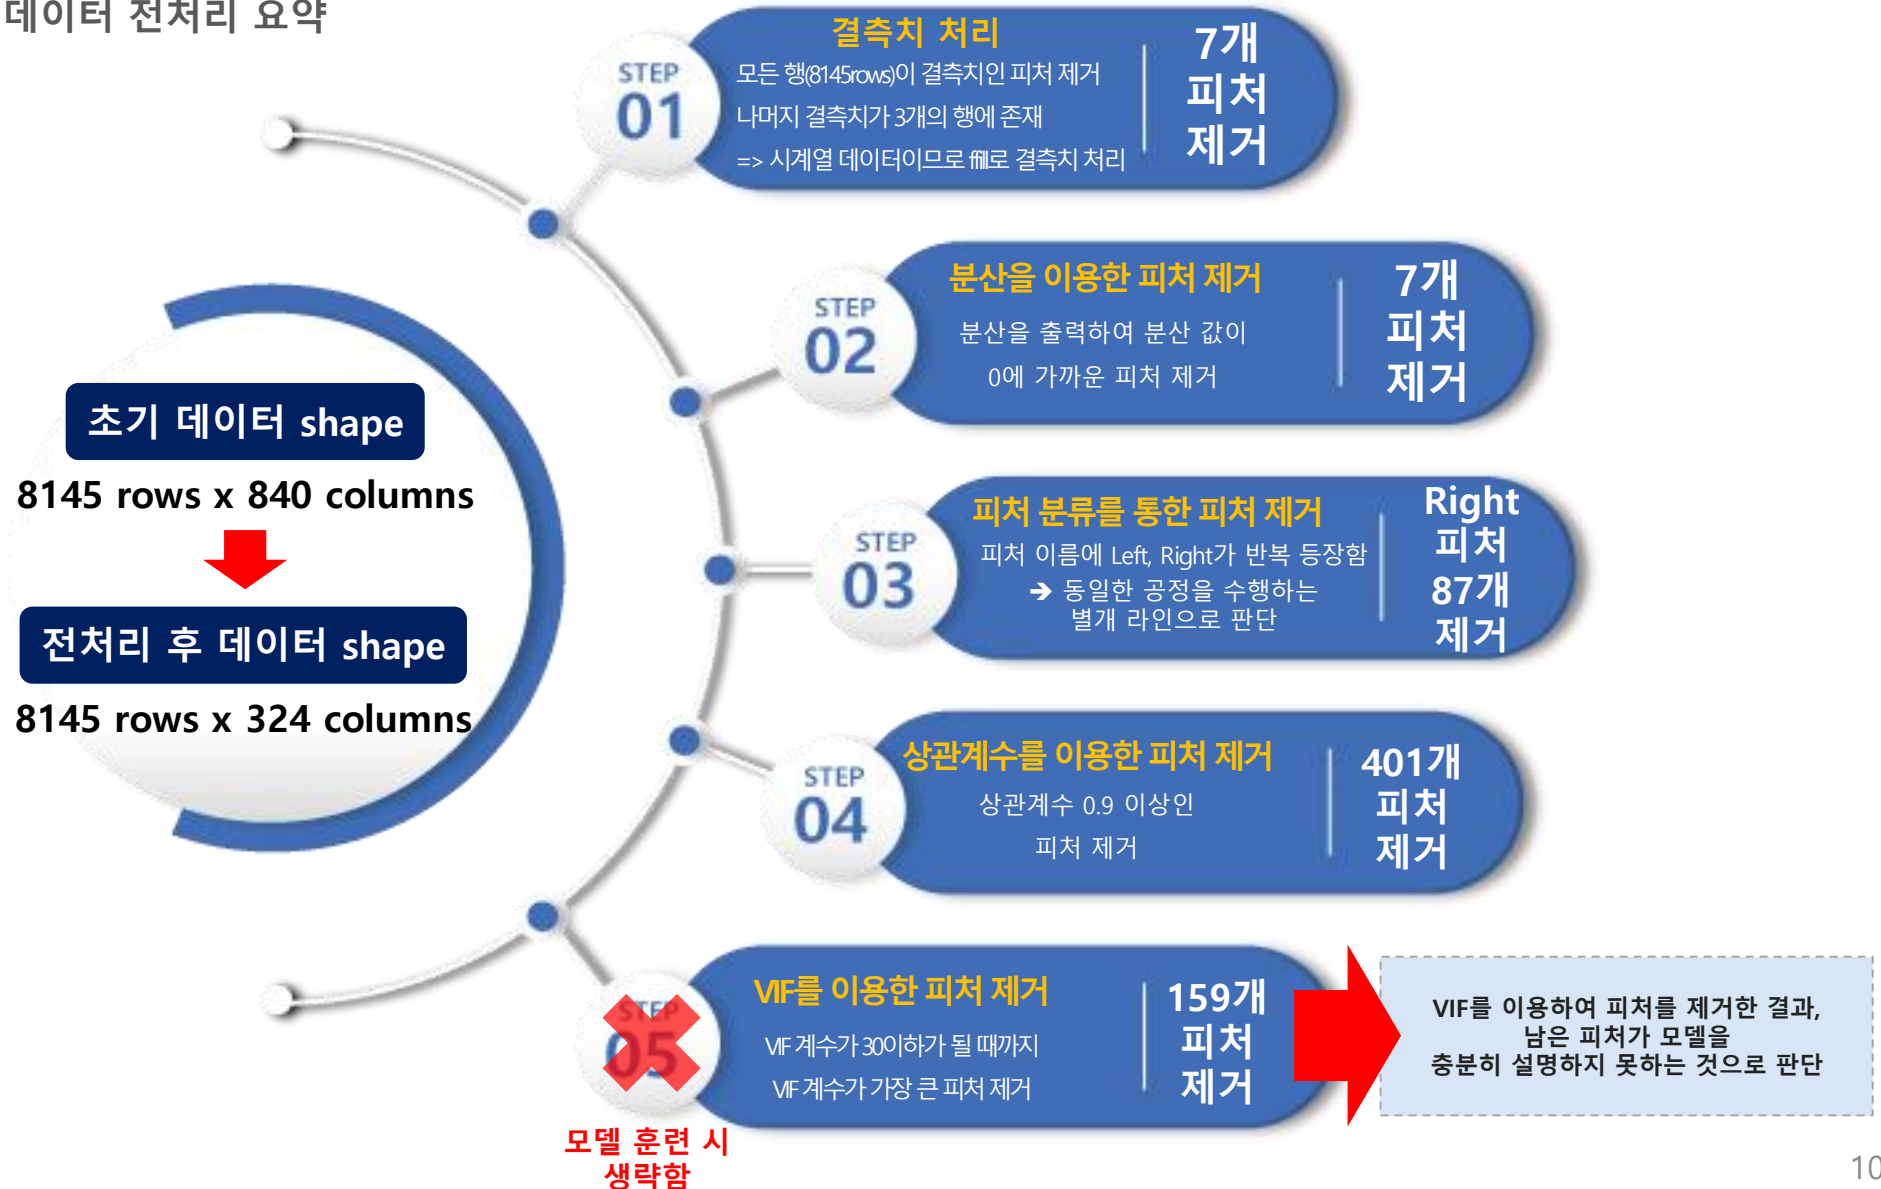 데이터 전처리 요약
STEP
01
결측치 처리
모든 행(8145rows)이 결측치인 피처 제거
나머지 결측치가 3개의 행에 존재
=> 시계열 데이터이므로 ffill로 결측치 처리
7개
피처
제거
STEP
02
분산을 이용한 피처 제거
분산을 출력하여 분산 값이
0에 가까운 피처 제거
7개
피처
제거
초기 데이터 shape
8145 rows x 840 columns
전처리 후 데이터 shape
8145 rows x 324 columns
STEP
03
피처 분류를 통한 피처 제거
피처 이름에 Left, Right가 반복 등장함
➔ 동일한 공정을 수행하는
별개 라인으로 판단
Right
피처
87개
제거
STEP
04
상관계수를 이용한 피처 제거
상관계수 0.9 이상인
피처 제거
401개
피처
제거
STEP
05
모델 훈련 시
생략함
VIF를 이용한 피처 제거
VIF 계수가 30이하가 될 때까지
VIF 계수가 가장 큰 피처 제거
159개
피처
제거
VIF를 이용하여 피처를 제거한 결과,
남은 피처가 모델을
충분히 설명하지 못하는 것으로 판단
10